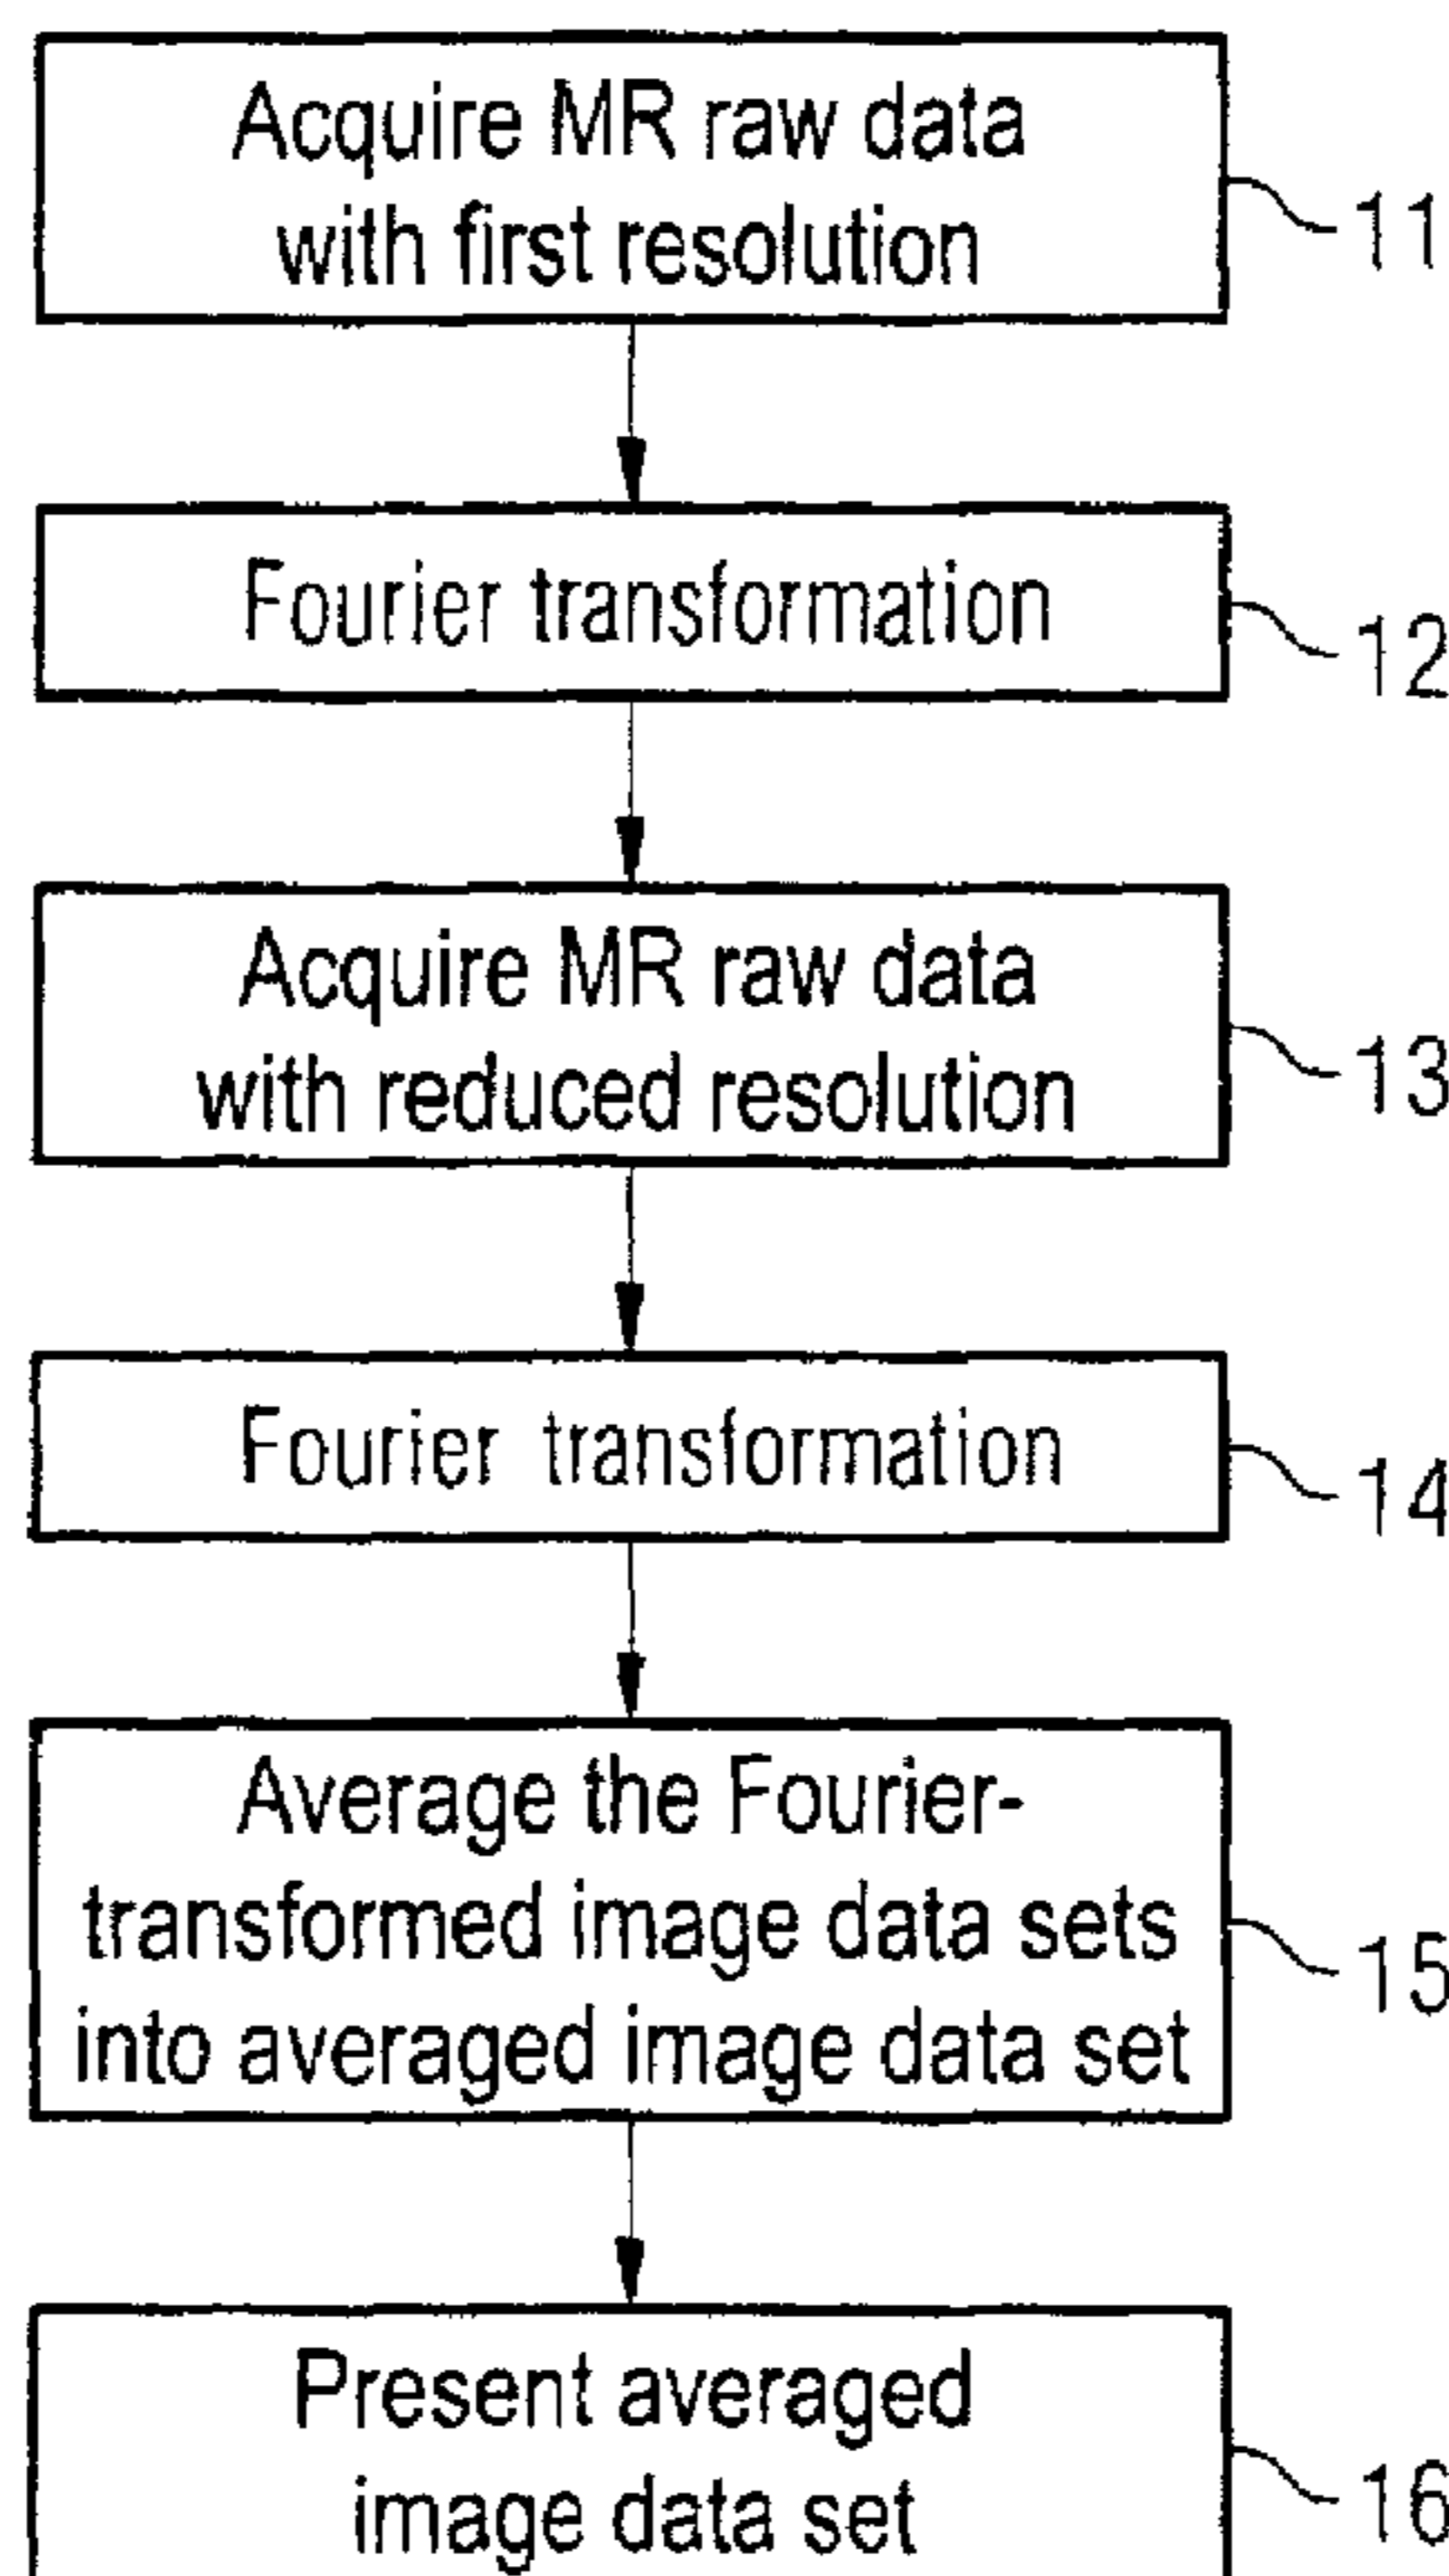 Acquire MR raw data
with first resolution
11
Fourier transformation
12
Acquire MR raw data
with reduced resolution
13
Fourier transformation
14
Average the Fourier-
transformed image data sets
into averaged image data set
15
Present averaged
image data set
16